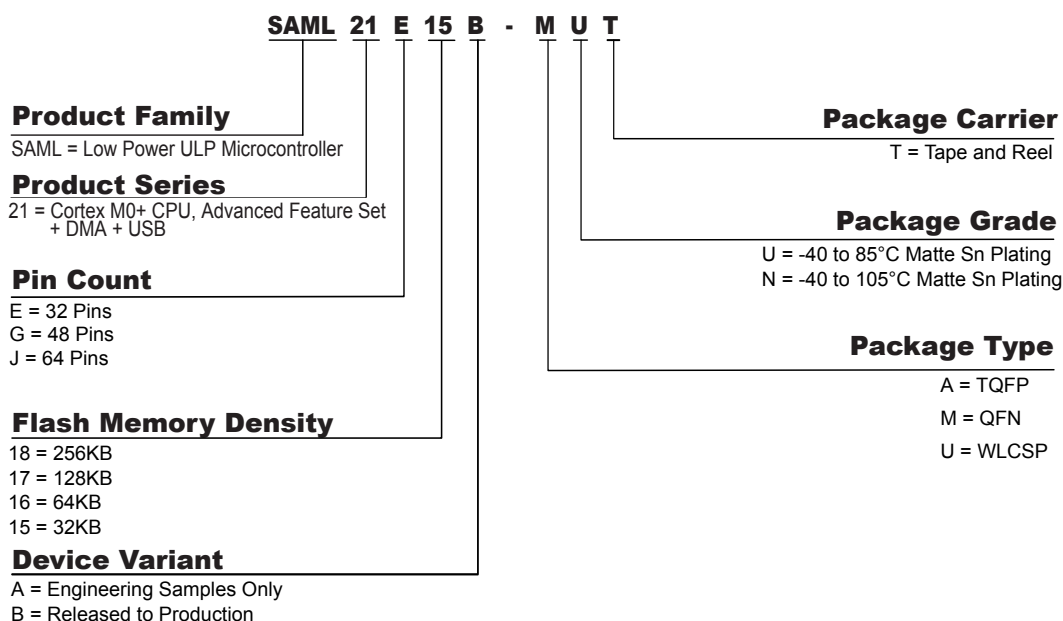 SAML 21 E 15 B - M U T
Product Family
SAML = Low Power ULP Microcontroller
Product Series
21 = Cortex M0+ CPU, Advanced Feature Set
+ DMA + USB
Pin Count
E = 32 Pins
G = 48 Pins
J = 64 Pins
Flash Memory Density
18 = 256KB
17 = 128KB
16 = 64KB
15 = 32KB
Device Variant
A = Engineering Samples Only
B = Released to Production
Package Carrier
T = Tape and Reel
Package Grade
U = -40 to 85°C Matte Sn Plating
N = -40 to 105°C Matte Sn Plating
Package Type
A = TQFP
M = QFN
U = WLCSP